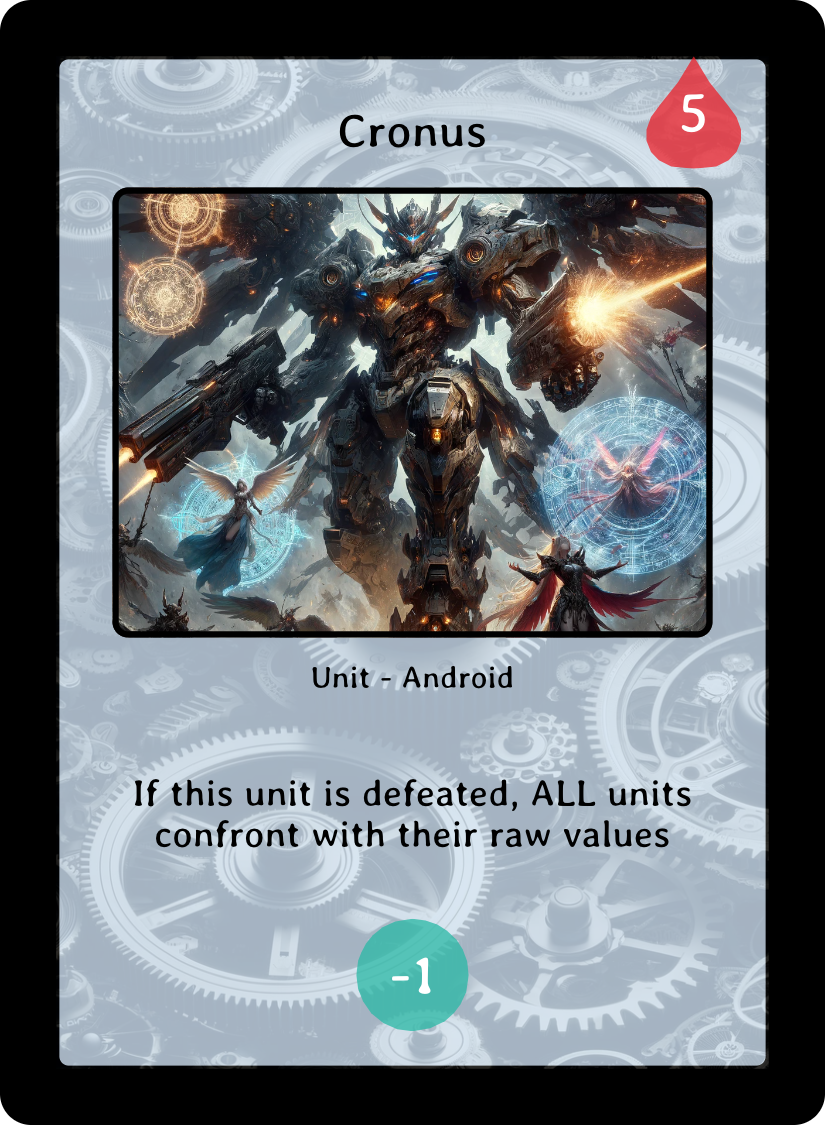 Cronus
5
Unit - Android
If this unit is defeated, ALL units
confront with their raw values
-1